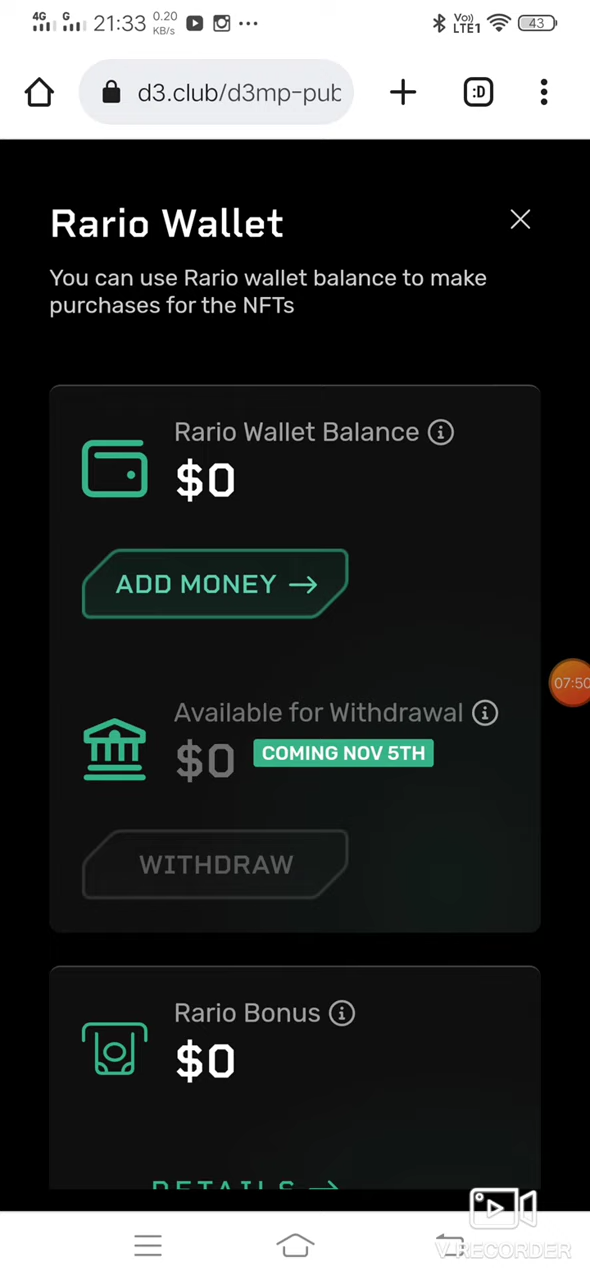 4G G 21:33 0.20 KB/s ··· Vo)) LTE1 43
d3.club/d3mp-pub + :D
Rario Wallet
You can use Rario wallet balance to make
purchases for the NFTs
Rario Wallet Balance
$0
ADD MONEY →
Available for Withdrawal
$0 COMING NOV 5TH
07:50
WITHDRAW
Rario Bonus
$0
DETAILS →
V RECORDER